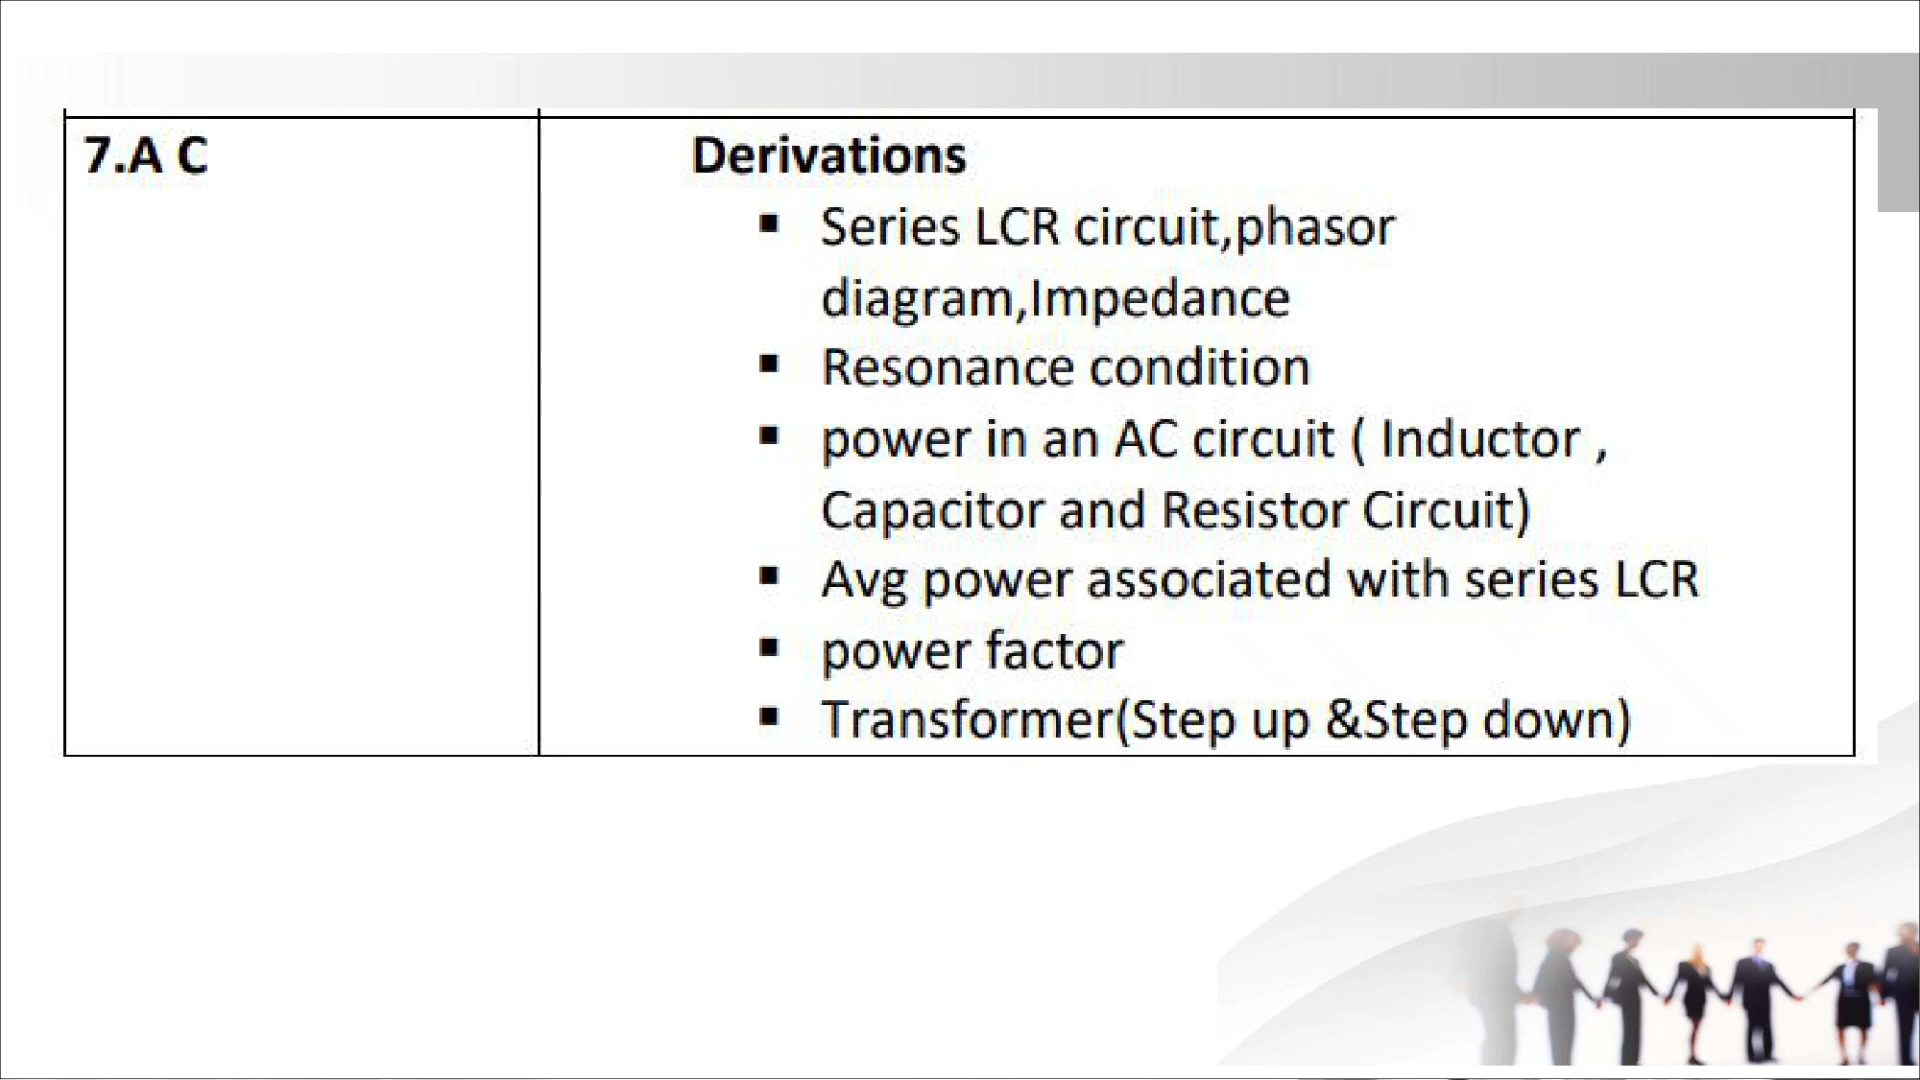 7.A C
Derivations
▪ Series LCR circuit,phasor
diagram,Impedance
▪ Resonance condition
▪ power in an AC circuit ( Inductor ,
Capacitor and Resistor Circuit)
▪ Avg power associated with series LCR
▪ power factor
▪ Transformer(Step up &Step down)